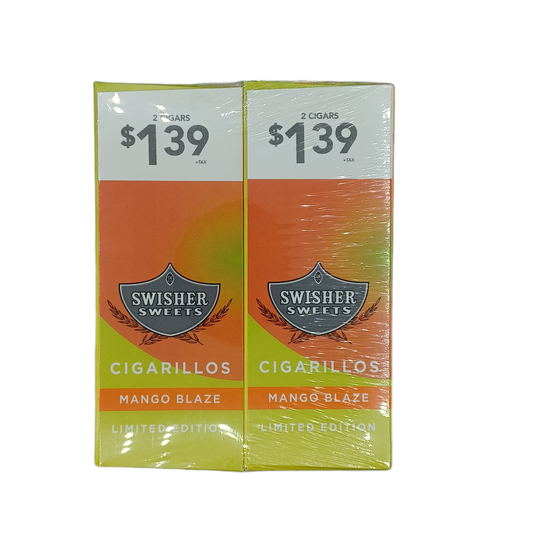 2 CIGARS
$1.39
+TAX
SWISHER
SWEETS
CIGARILLOS
MANGO BLAZE
LIMITED EDITION
2 CIGARS
$1.39
+TAX
SWISHER
SWEETS
CIGARILLOS
MANGO BLAZE
LIMITED EDITION